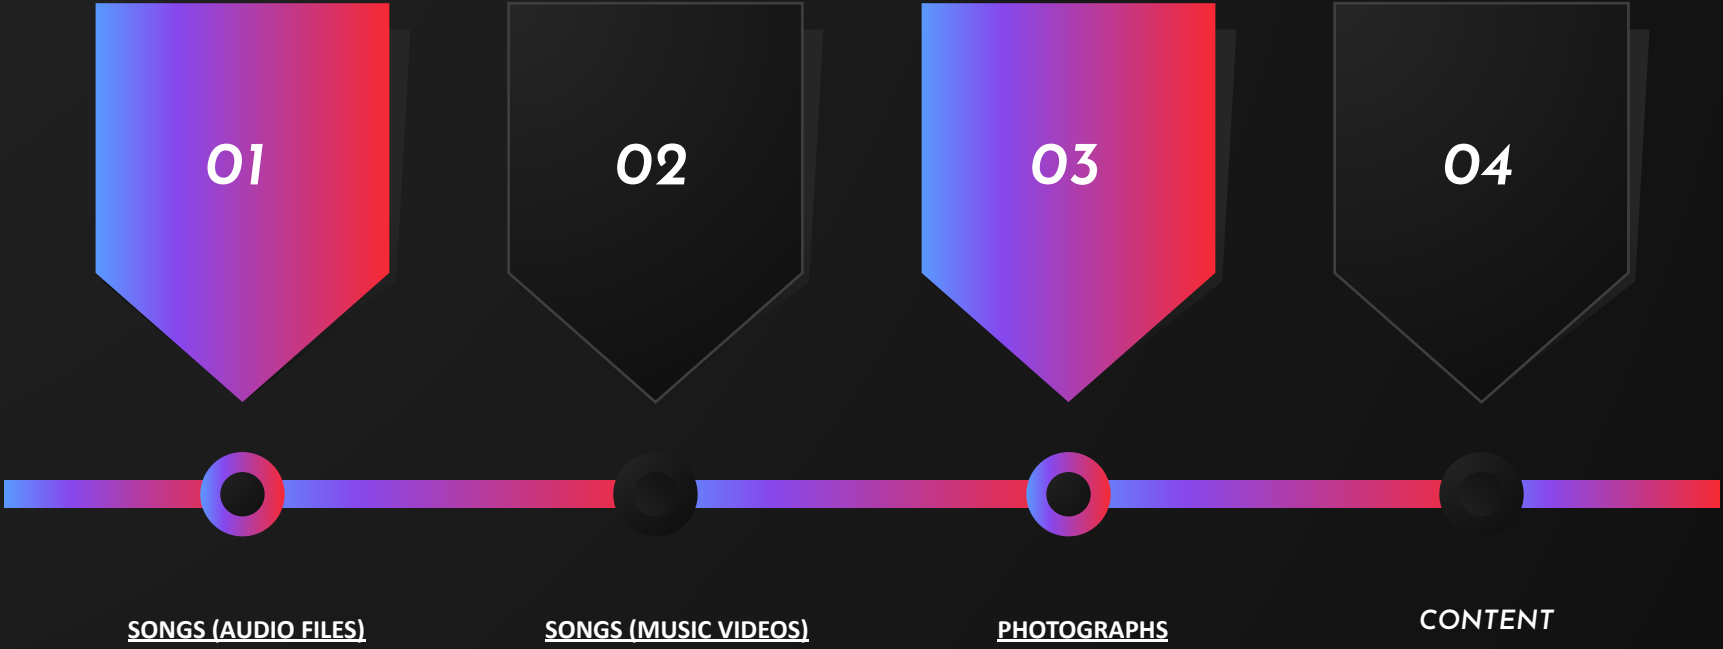 01
02
03
04
SONGS (AUDIO FILES)
SONGS (MUSIC VIDEOS)
PHOTOGRAPHS
CONTENT